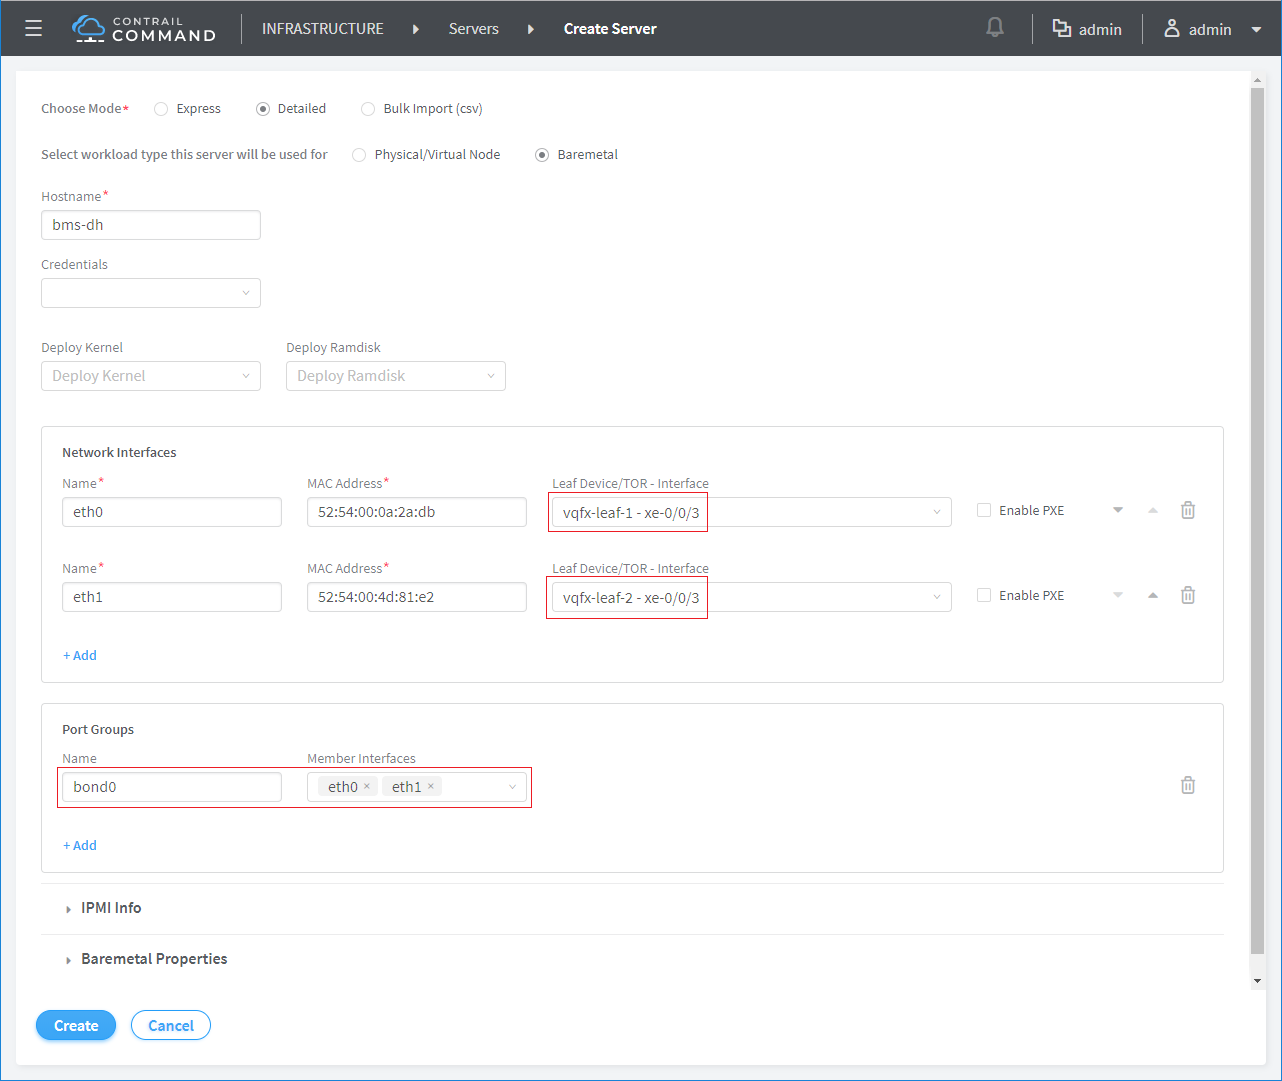 CONTRAIL
COMMAND
INFRASTRUCTURE Servers Create Server
admin admin
Choose Mode* Express Detailed Bulk Import (csv)
Select workload type this server will be used for Physical/Virtual Node Baremetal
Hostname*
bms-dh
Credentials
Deploy Kernel Deploy Ramdisk
Deploy Kernel Deploy Ramdisk
Network Interfaces
Name* MAC Address* Leaf Device/TOR - Interface
eth0 52:54:00:0a:2a:db vqfx-leaf-1 - xe-0/0/3 Enable PXE
Name* MAC Address* Leaf Device/TOR - Interface
eth1 52:54:00:4d:81:e2 vqfx-leaf-2 - xe-0/0/3 Enable PXE
+ Add
Port Groups
Name Member Interfaces
bond0 eth0 × eth1 ×
+ Add
IPMI Info
Baremetal Properties
Create Cancel